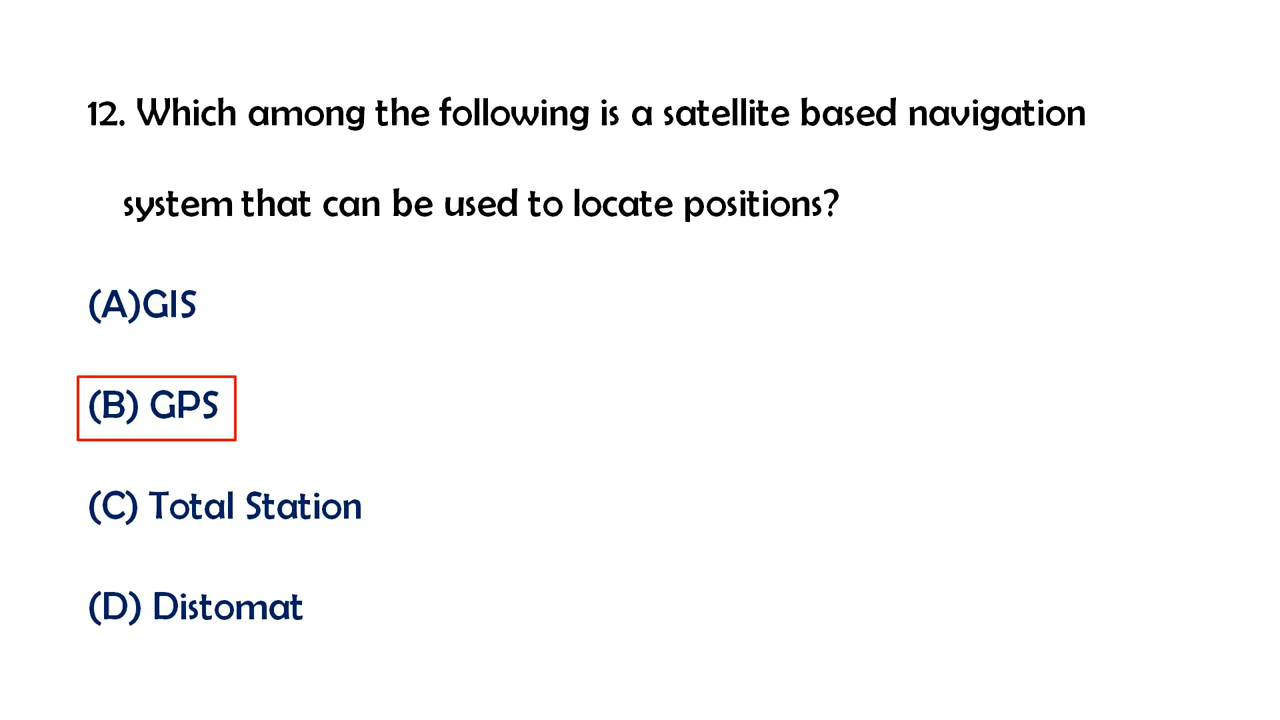 12. Which among the following is a satellite based navigation
system that can be used to locate positions?
(A)GIS
(B) GPS
(C) Total Station
(D) Distomat